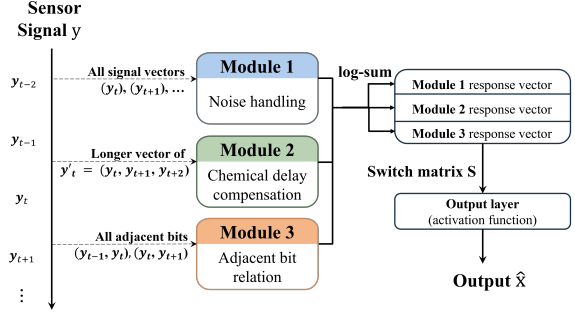 Sensor
Signal y
y_{t−2}
y_{t−1}
y_t
y_{t+1}
⋮
All signal vectors
(y_t), (y_{t+1}), ...
Module 1
Noise handling
Longer vector of
y'_t = (y_t, y_{t+1}, y_{t+2})
Module 2
Chemical delay
compensation
All adjacent bits
(y_{t−1}, y_t), (y_t, y_{t+1})
Module 3
Adjacent bit
relation
log-sum
Module 1 response vector
Module 2 response vector
Module 3 response vector
Switch matrix S
Output layer
(activation function)
Output x̂